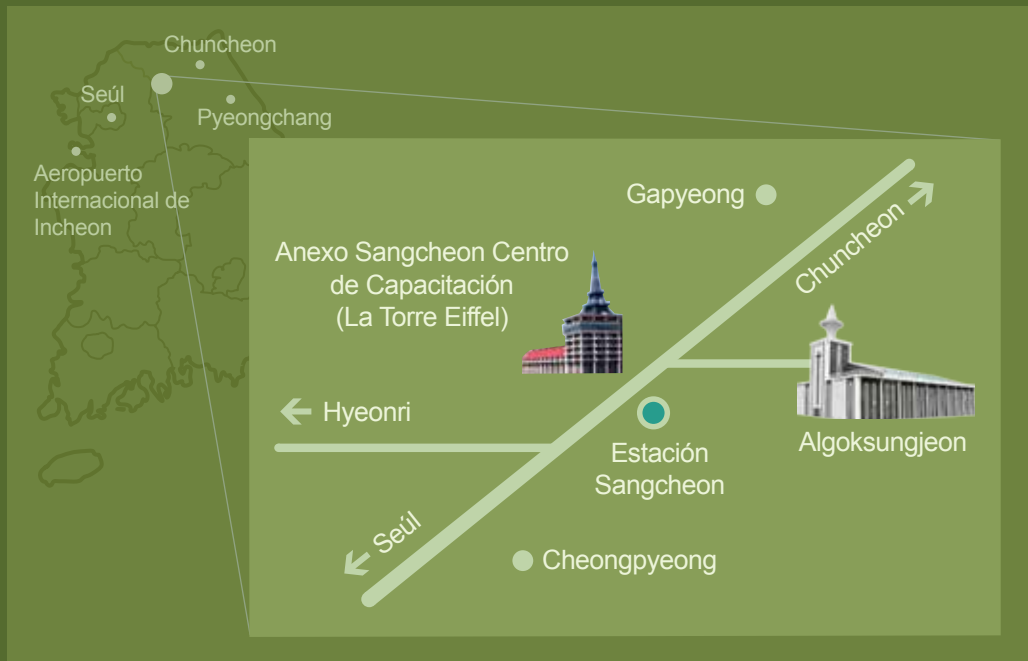 Chuncheon
Seúl
Pyeongchang
Aeropuerto
Internacional de
Incheon
Gapyeong
Chuncheon
Anexo Sangcheon Centro
de Capacitación
(La Torre Eiffel)
Hyeonri
Estación
Sangcheon
Algoksungjeon
Seúl
Cheongpyeong